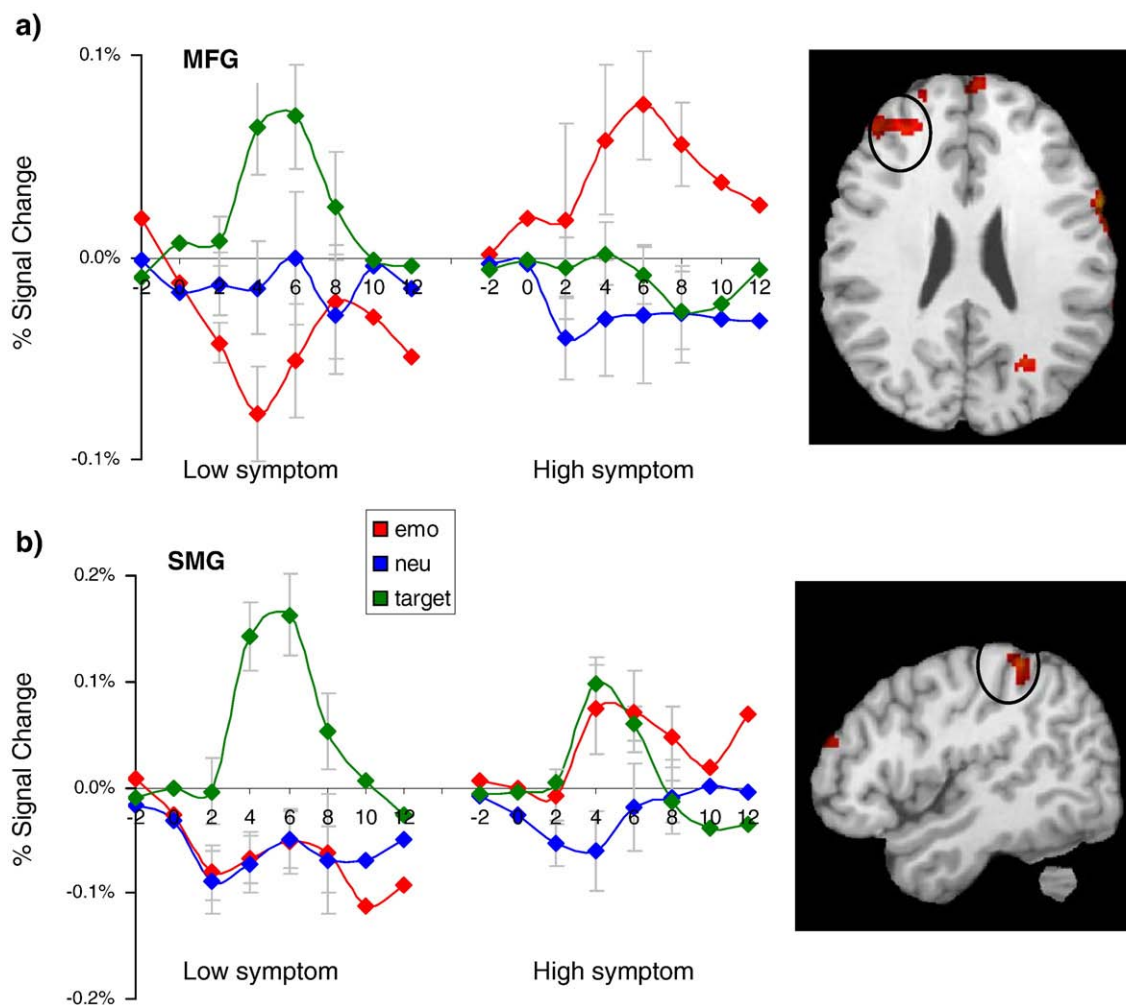 a)
MFG
0.1%
0.0%
-0.1%
% Signal Change
-2 0 2 4 6 8 10 12
-2 0 2 4 6 8 10 12
Low symptom
High symptom
b)
SMG
emo
neu
target
0.2%
0.1%
0.0%
-0.1%
-0.2%
% Signal Change
-2 0 2 4 6 8 10 12
-2 0 2 4 6 8 10 12
Low symptom
High symptom